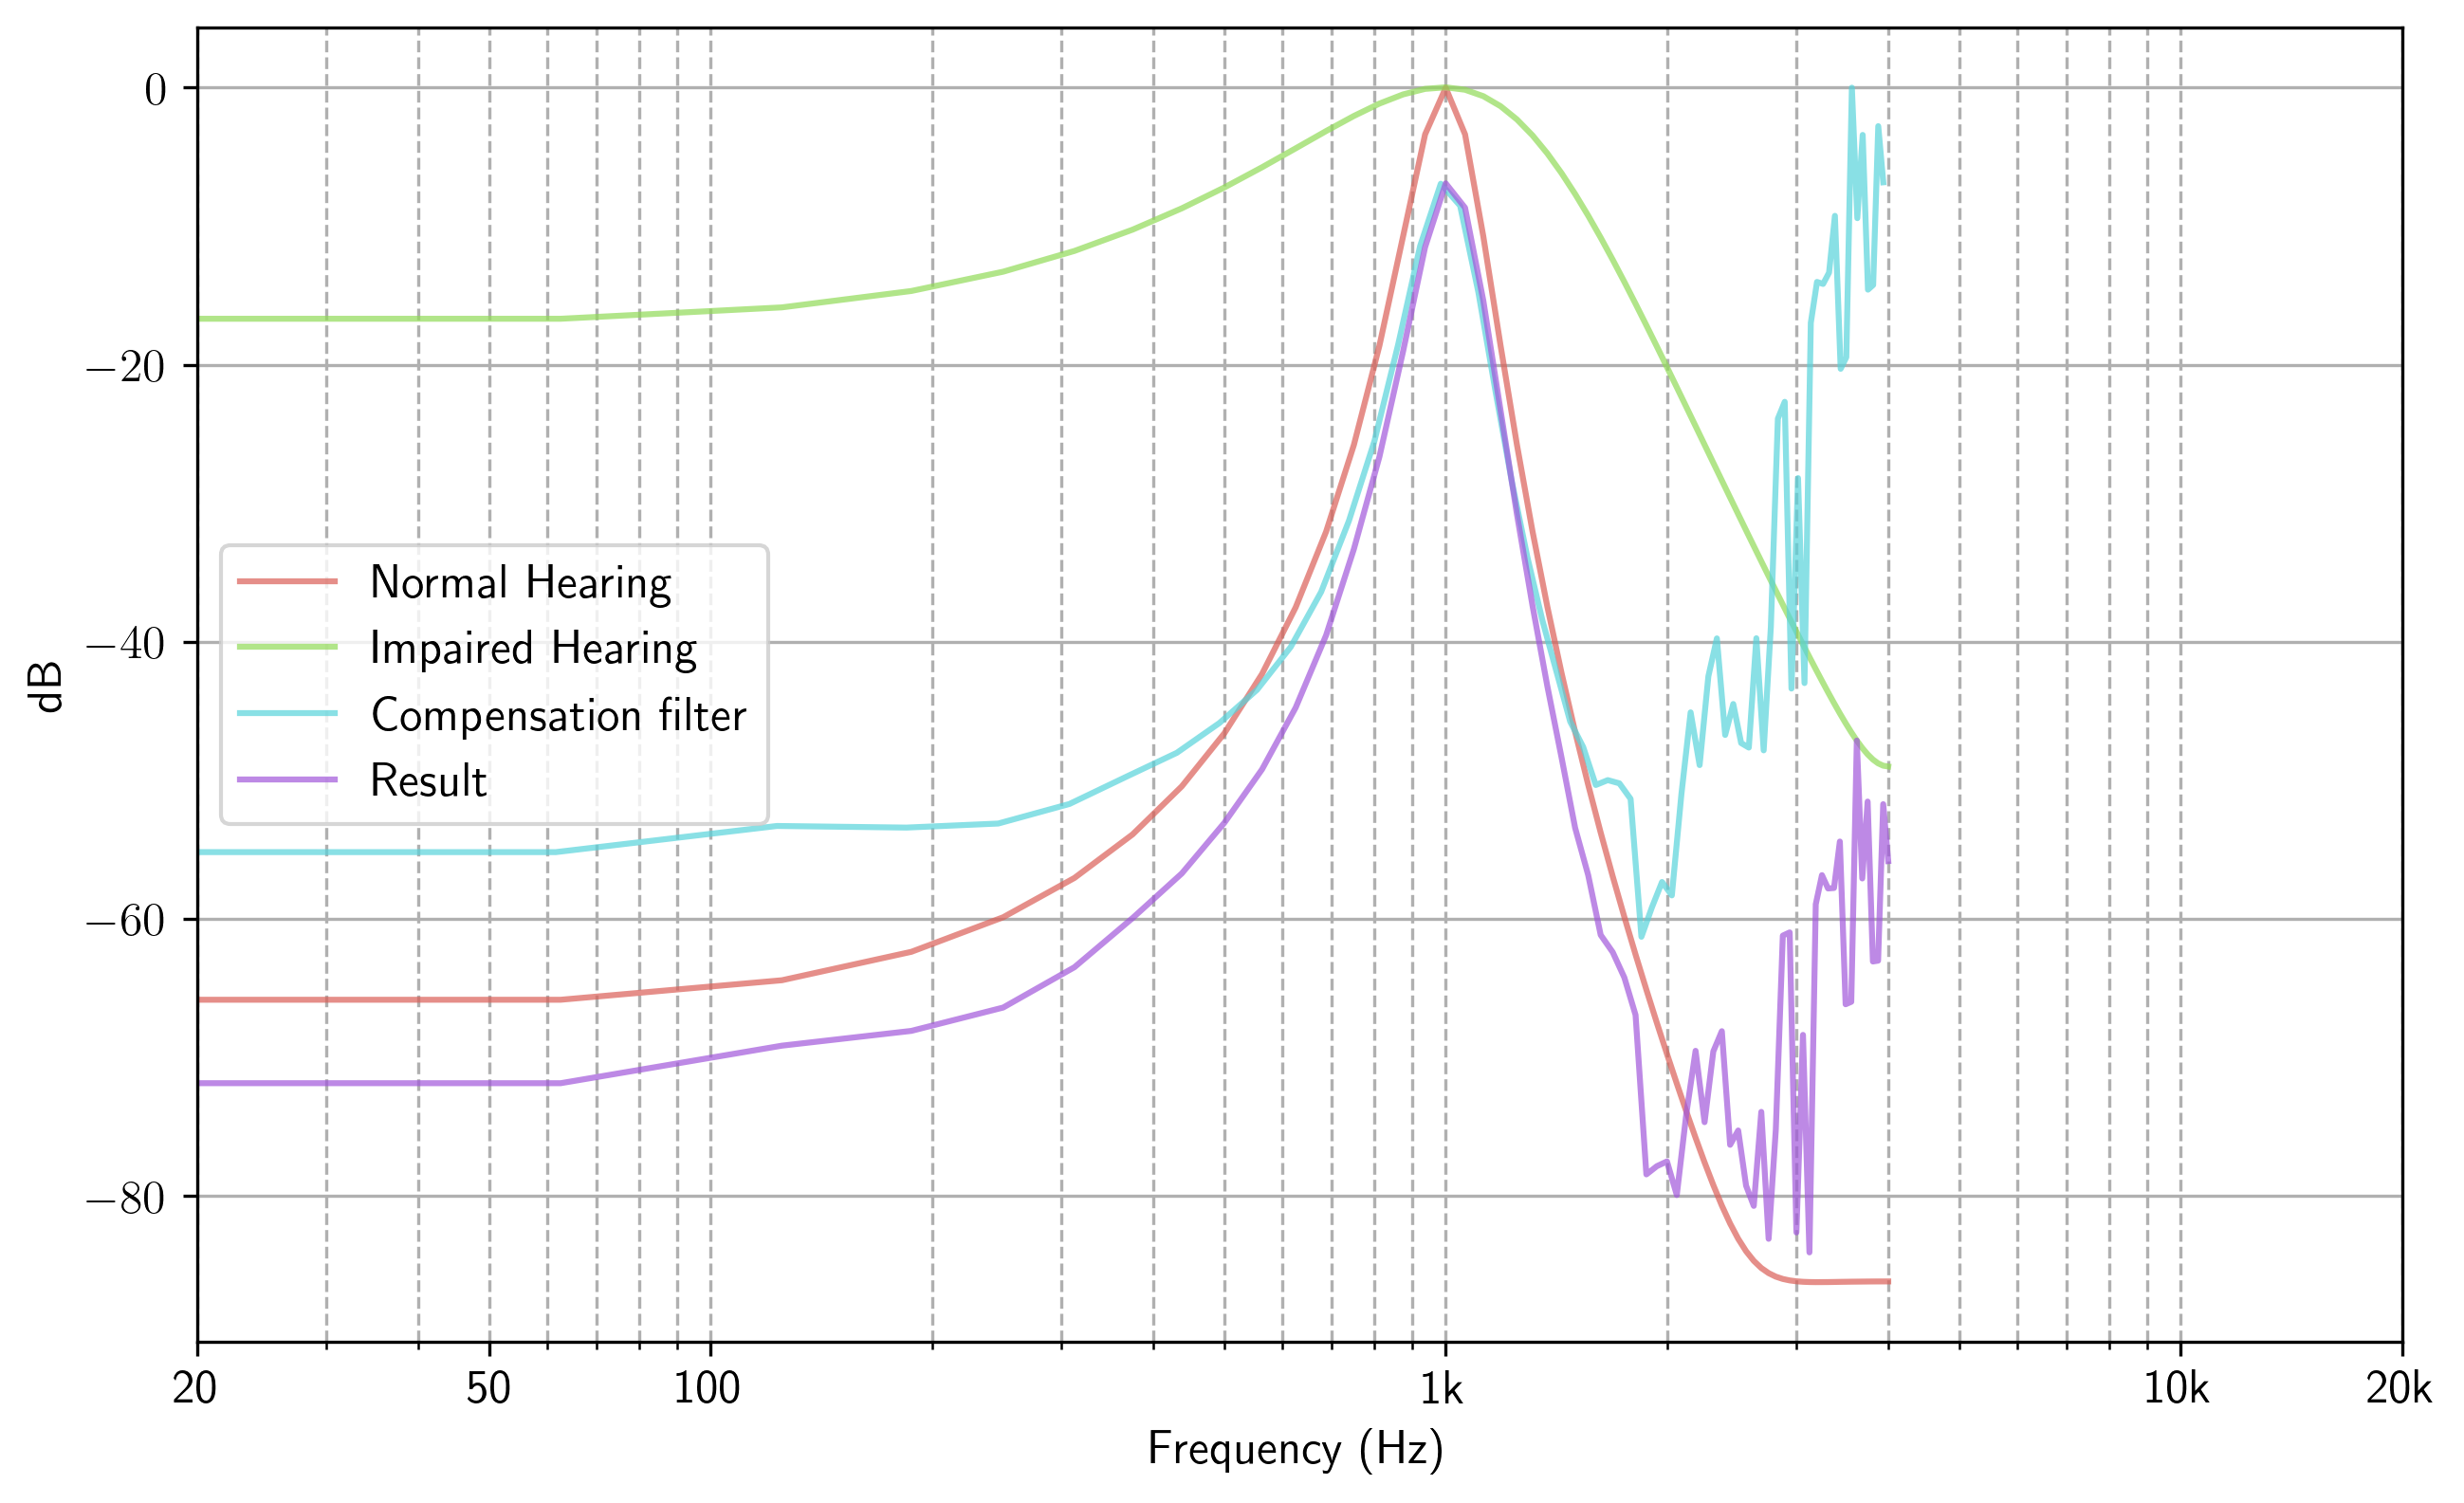 0
−20
−40
−60
−80
dB
Normal Hearing
Impaired Hearing
Compensation filter
Result
20 50 100 1k 10k 20k
Frequency (Hz)